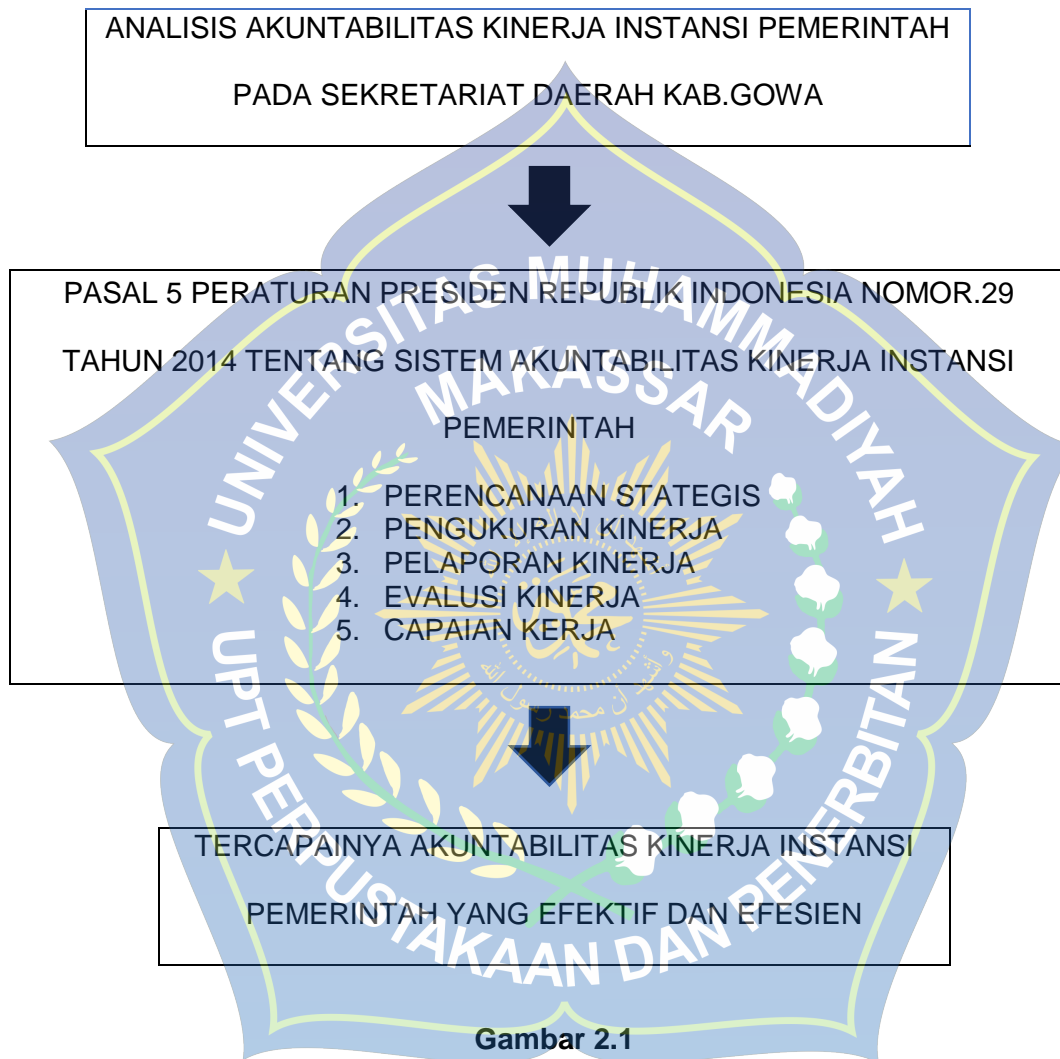 ANALISIS AKUNTABILITAS KINERJA INSTANSI PEMERINTAH
PADA SEKRETARIAT DAERAH KAB.GOWA
PASAL 5 PERATURAN PRESIDEN REPUBLIK INDONESIA NOMOR.29
TAHUN 2014 TENTANG SISTEM AKUNTABILITAS KINERJA INSTANSI
PEMERINTAH
1. PERENCANAAN STATEGIS
2. PENGUKURAN KINERJA
3. PELAPORAN KINERJA
4. EVALUSI KINERJA
5. CAPAIAN KERJA
TERCAPAINYA AKUNTABILITAS KINERJA INSTANSI
PEMERINTAH YANG EFEKTIF DAN EFESIEN
Gambar 2.1
UNIVERSITAS MUHAMMADIYAH
MAKASSAR
UPT PERPUSTAKAAN DAN PENERBITAN